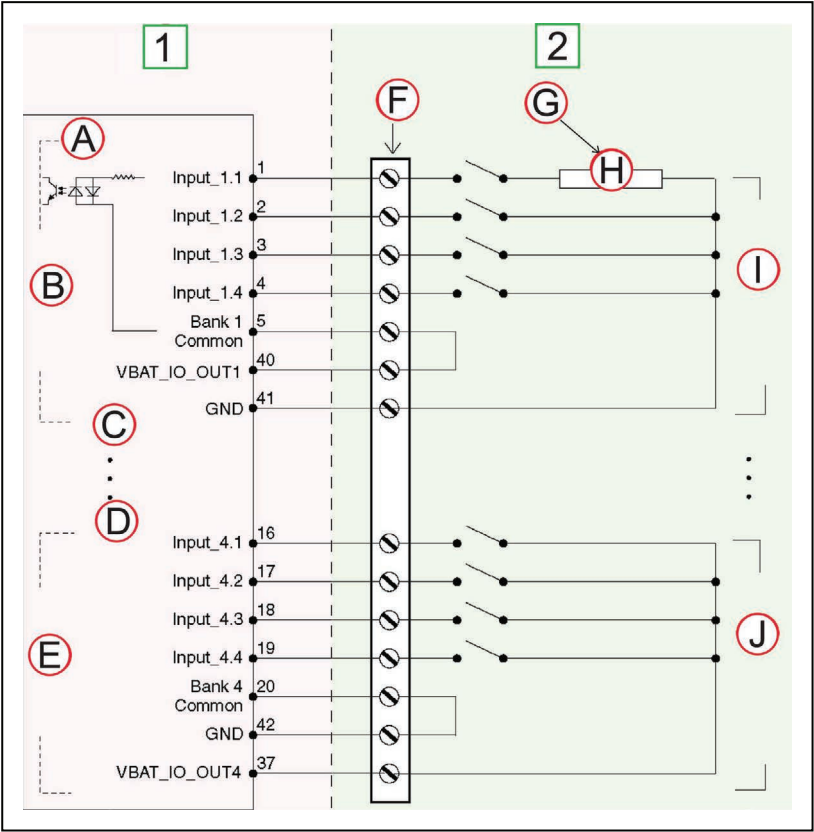 1
2
F
G
A
H
Input_1.1 1
Input_1.2 2
Input_1.3 3
B
I
Input_1.4 4
Bank 1
Common 5
VBAT_IO_OUT1 40
GND 41
C
D
Input_4.1 16
Input_4.2 17
Input_4.3 18
E
J
Input_4.4 19
Bank 4
Common 20
GND 42
VBAT_IO_OUT4 37